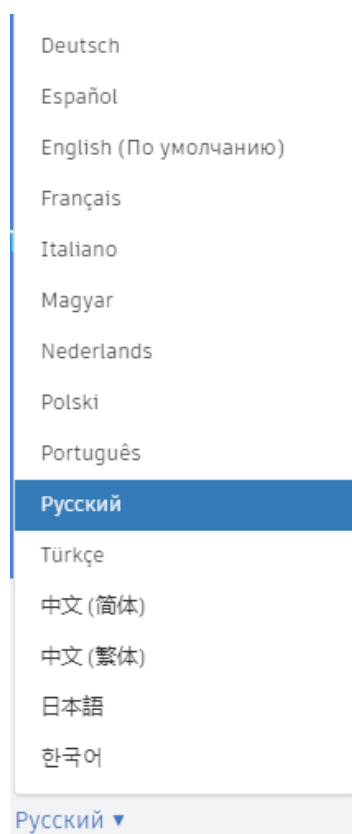 Deutsch
Español
English (По умолчанию)
Français
Italiano
Magyar
Nederlands
Polski
Português
Русский
Türkçe
中文 (简体)
中文 (繁体)
日本語
한국어
Русский ▼